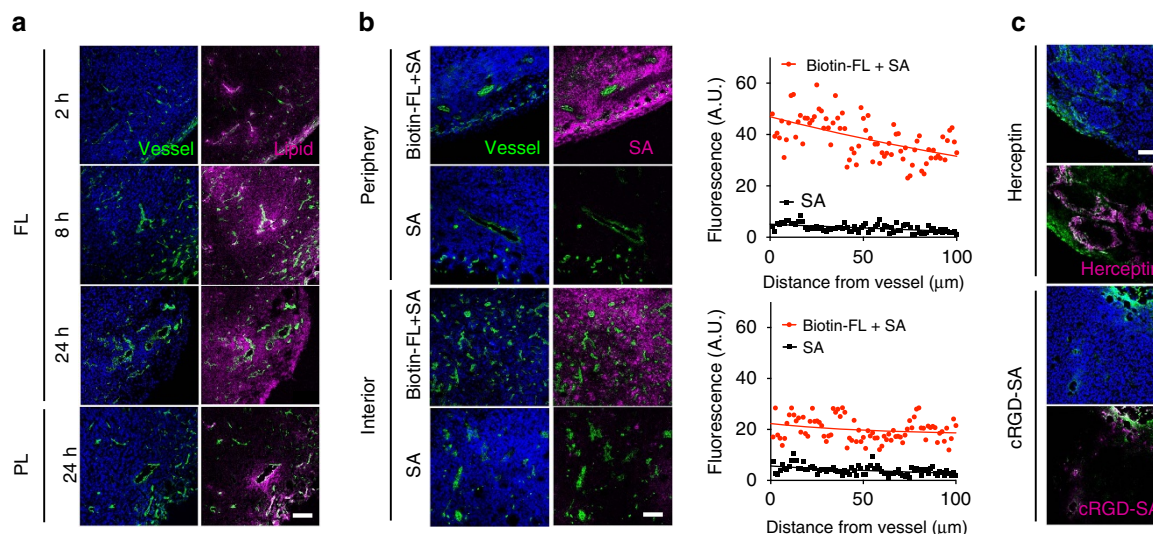 a
FL
2 h
Vessel
Lipid
8 h
24 h
PL
24 h
b
Periphery
Biotin-FL+SA
Vessel
SA
SA
Interior
Biotin-FL+SA
SA
Fluorescence (A.U.)
60
40
20
0
Biotin-FL + SA
SA
0
50
100
Distance from vessel (μm)
Fluorescence (A.U.)
60
40
20
0
Biotin-FL + SA
SA
0
50
100
Distance from vessel (μm)
c
Herceptin
Herceptin
cRGD-SA
cRGD-SA